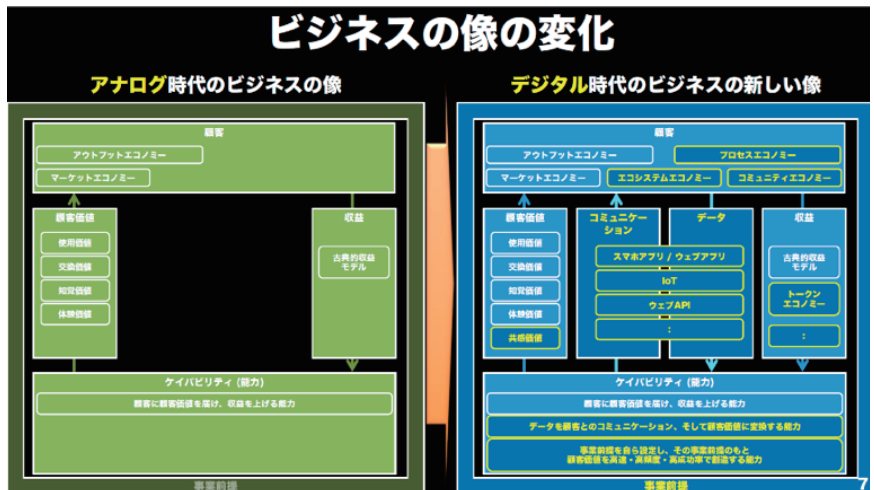 ビジネスの像の変化
アナログ時代のビジネスの像
顧客
アウトプットエコノミー
マーケットエコノミー
顧客価値
使用価値
交換価値
知覚価値
体験価値
収益
古典的収益
モデル
ケイパビリティ (能力)
顧客に顧客価値を届け、収益を上げる能力
事業前提
デジタル時代のビジネスの新しい像
顧客
アウトプットエコノミー
プロセスエコノミー
マーケットエコノミー
エコシステムエコノミー
コミュニティエコノミー
顧客価値
使用価値
交換価値
知覚価値
体験価値
共感価値
コミュニケー
ション
データ
スマホアプリ / ウェブアプリ
IoT
ウェブAPI
:
収益
古典的収益
モデル
トークン
エコノミー
:
ケイパビリティ (能力)
顧客に顧客価値を届け、収益を上げる能力
データを顧客とのコミュニケーション、そして顧客価値に変換する能力
事業前提を自ら設定し、その事業前提のもと
顧客価値を高速・高頻度・高成功率で創造する能力
事業前提
7